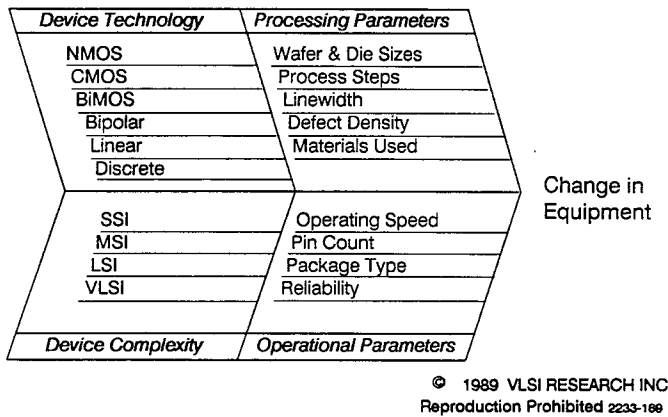 Device Technology
Processing Parameters
NMOS
CMOS
BiMOS
Bipolar
Linear
Discrete
Wafer & Die Sizes
Process Steps
Linewidth
Defect Density
Materials Used
Change in
Equipment
SSI
MSI
LSI
VLSI
Operating Speed
Pin Count
Package Type
Reliability
Device Complexity
Operational Parameters
© 1989 VLSI RESEARCH INC
Reproduction Prohibited